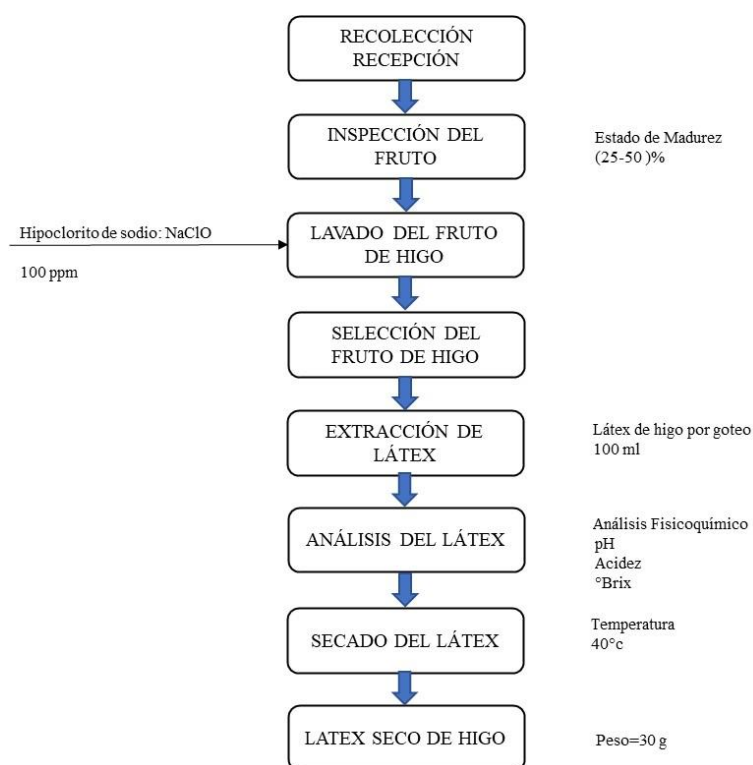 RECOLECCIÓN
RECEPCIÓN
INSPECCIÓN DEL
FRUTO
Estado de Madurez
(25-50 )%
Hipoclorito de sodio: NaClO
100 ppm
LAVADO DEL FRUTO
DE HIGO
SELECCIÓN DEL
FRUTO DE HIGO
EXTRACCIÓN DE
LÁTEX
Látex de higo por goteo
100 ml
ANÁLISIS DEL LÁTEX
Análisis Fisicoquímico
pH
Acidez
°Brix
SECADO DEL LÁTEX
Temperatura
40°c
LATEX SECO DE HIGO
Peso=30 g